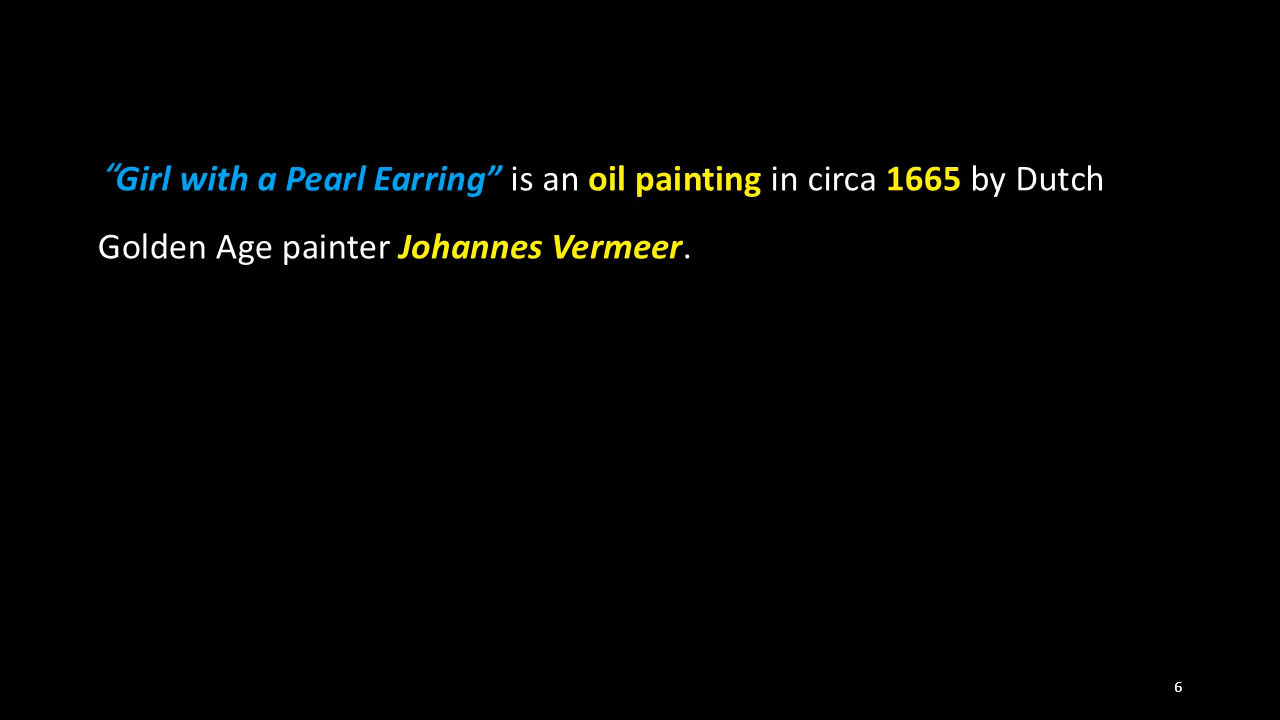 “Girl with a Pearl Earring” is an oil painting in circa 1665 by Dutch
Golden Age painter Johannes Vermeer.
6